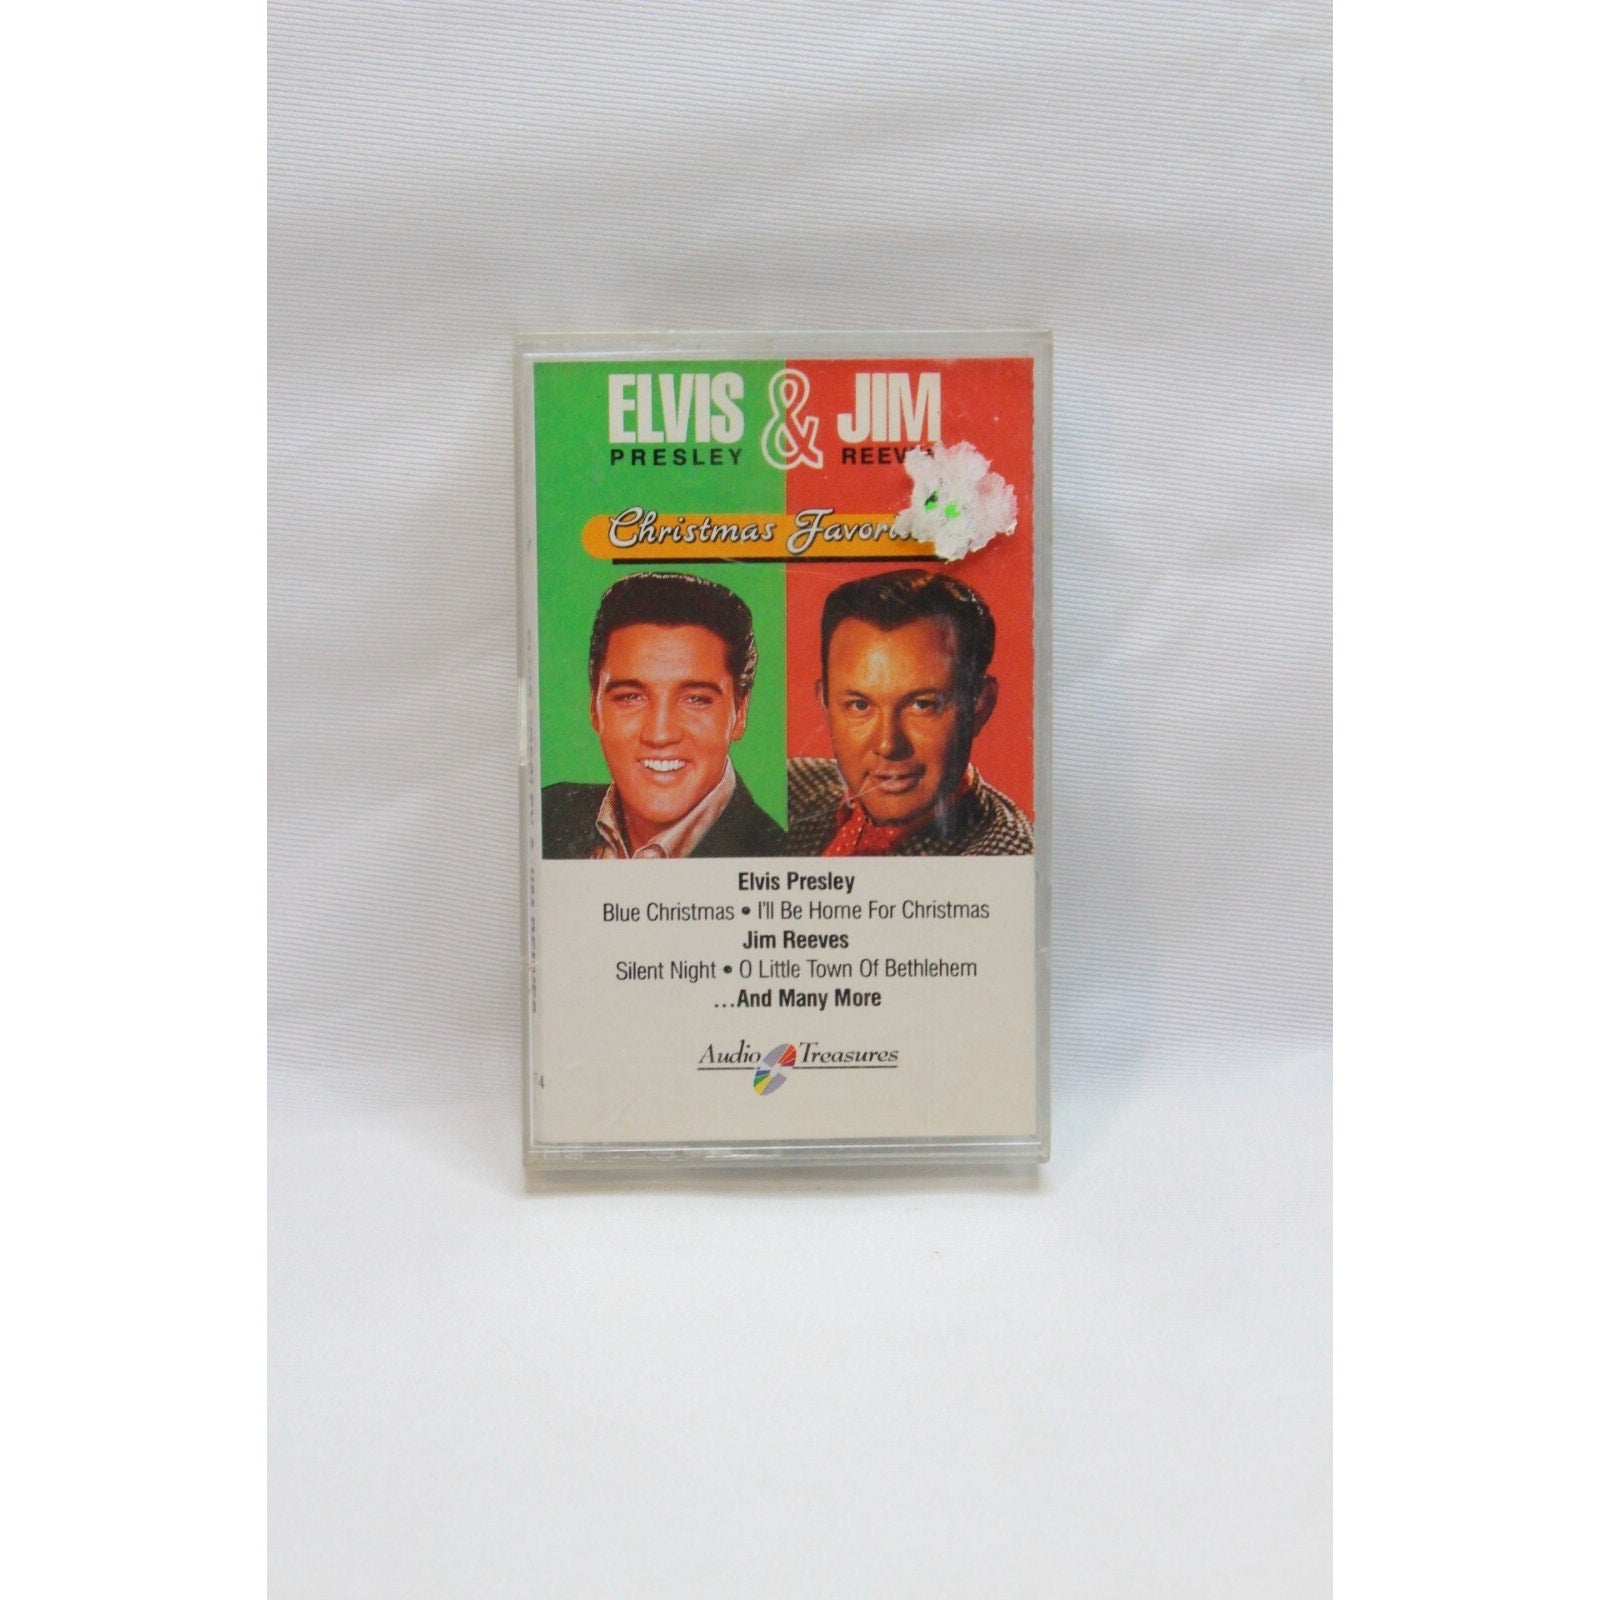 ELVIS & JIM
PRESLEY
Christmas
Elvis Presley
Blue Christmas • I'll Be Home For Christmas
Jim Reeves
Silent Night • O Little Town Of Bethlehem
...And Many More
Audio Treasures